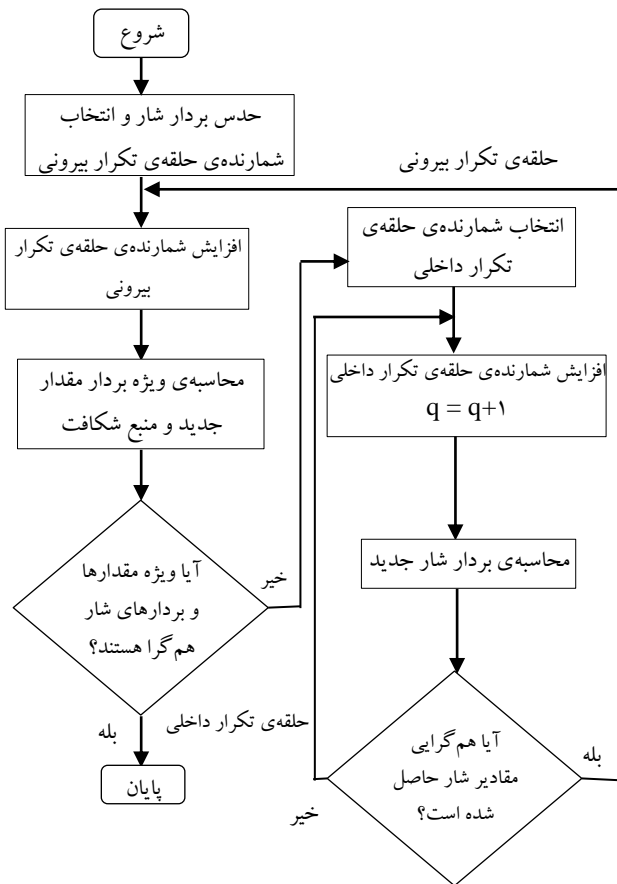 شروع
حدس بردار شار و انتخاب
شمارنده‌ی حلقه‌ی تکرار بیرونی
حلقه‌ی تکرار بیرونی
افزایش شمارنده‌ی حلقه‌ی تکرار
بیرونی
انتخاب شمارنده‌ی حلقه‌ی
تکرار داخلی
محاسبه‌ی ویژه بردار مقدار
جدید و منبع شکافت
افزایش شمارنده‌ی حلقه‌ی تکرار داخلی
q = q+۱
آیا ویژه مقدارها
و بردارهای شار
هم‌گرا هستند؟
خیر
محاسبه‌ی بردار شار جدید
بله
حلقه‌ی تکرار داخلی
پایان
آیا هم‌گرایی
مقادیر شار حاصل
شده است؟
بله
خیر